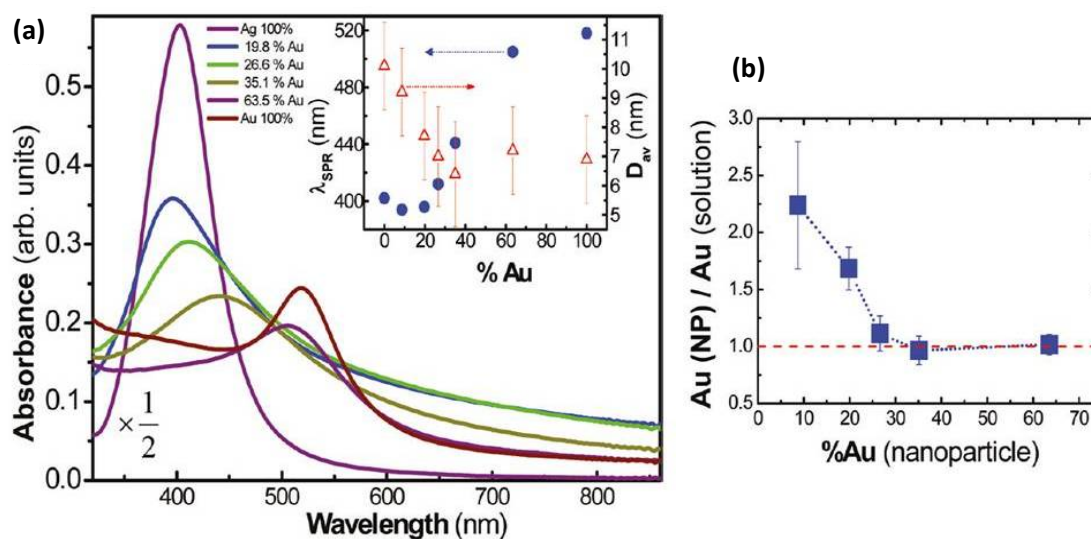 (a)
Absorbance (arb. units)
0.5
0.4
0.3
0.2
0.1
0.0
Ag 100%
19.8 % Au
26.6 % Au
35.1 % Au
63.5 % Au
Au 100%
× 1/2
400 500 600 700 800
Wavelength (nm)
λSPR (nm)
520
480
440
400
11
10
9
8
7
6
5
Dav (nm)
0 20 40 60 80 100
% Au
(b)
Au (NP) / Au (solution)
3.0
2.5
2.0
1.5
1.0
0.5
0 10 20 30 40 50 60 70
%Au (nanoparticle)